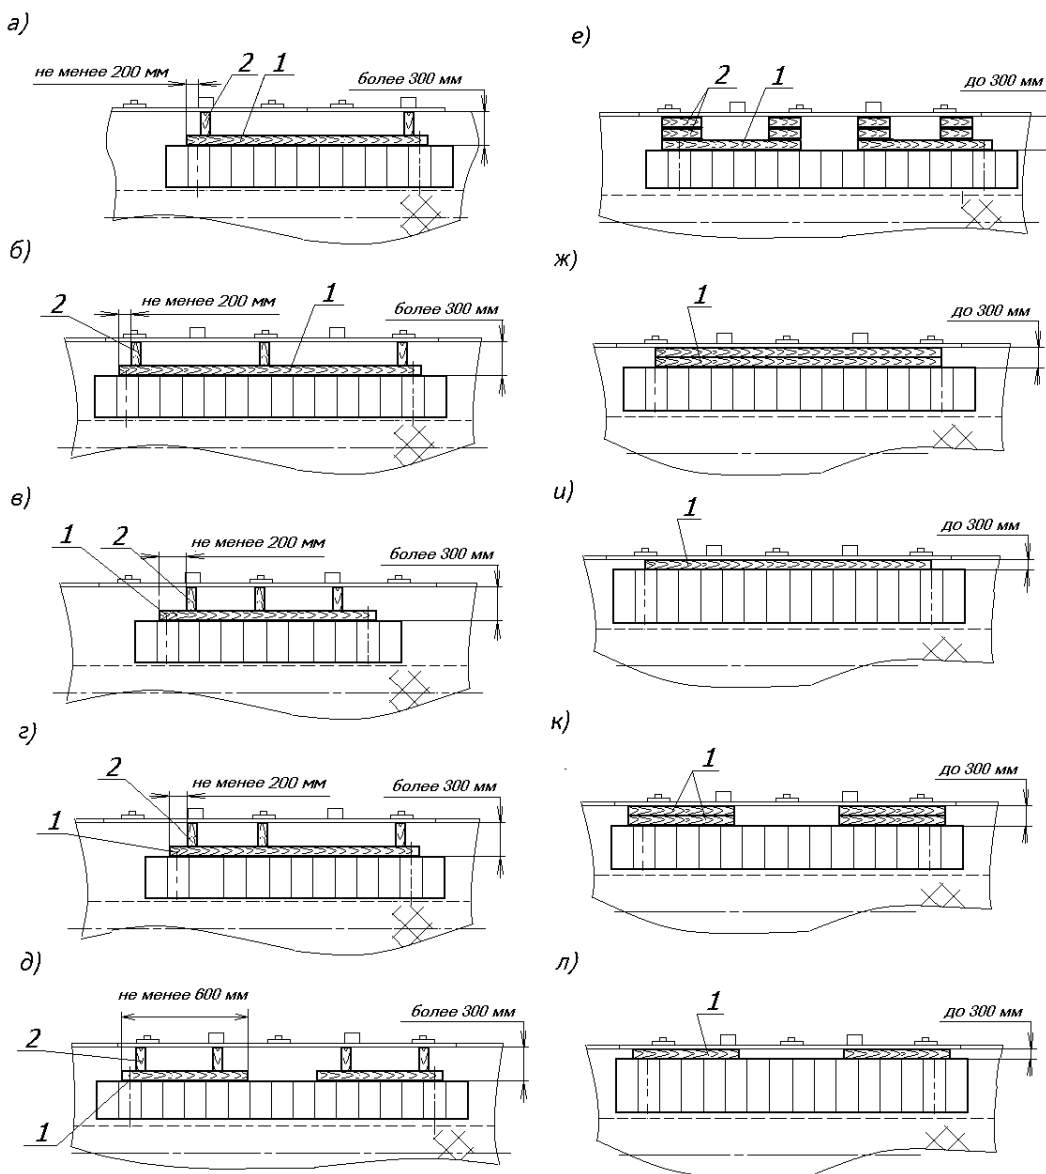 а)
не менее 200 мм
2
1
более 300 мм
б)
2
не менее 200 мм
1
более 300 мм
в)
1
2
не менее 200 мм
более 300 мм
г)
2
не менее 200 мм
более 300 мм
1
д)
не менее 600 мм
более 300 мм
2
1
е)
2
1
до 300 мм
ж)
1
до 300 мм
и)
1
до 300 мм
к)
1
до 300 мм
л)
1
до 300 мм